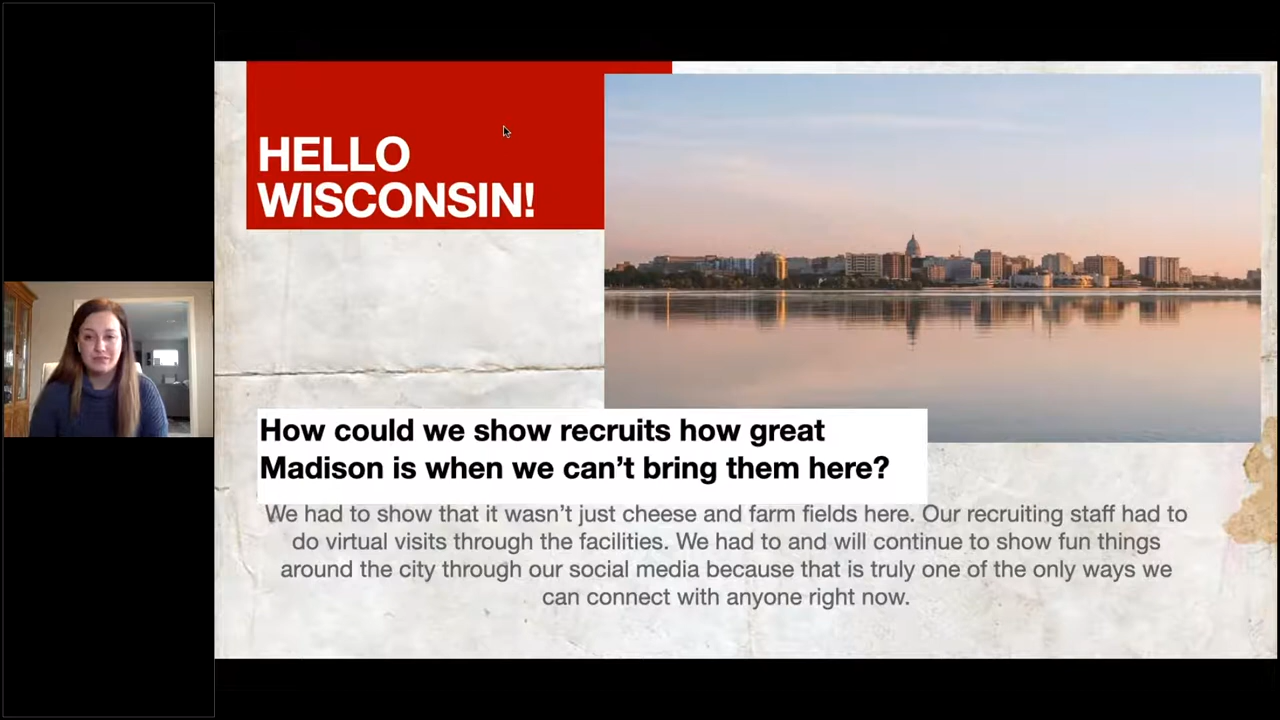 HELLO
WISCONSIN!
How could we show recruits how great
Madison is when we can’t bring them here?
We had to show that it wasn’t just cheese and farm fields here. Our recruiting staff had to
do virtual visits through the facilities. We had to and will continue to show fun things
around the city through our social media because that is truly one of the only ways we
can connect with anyone right now.